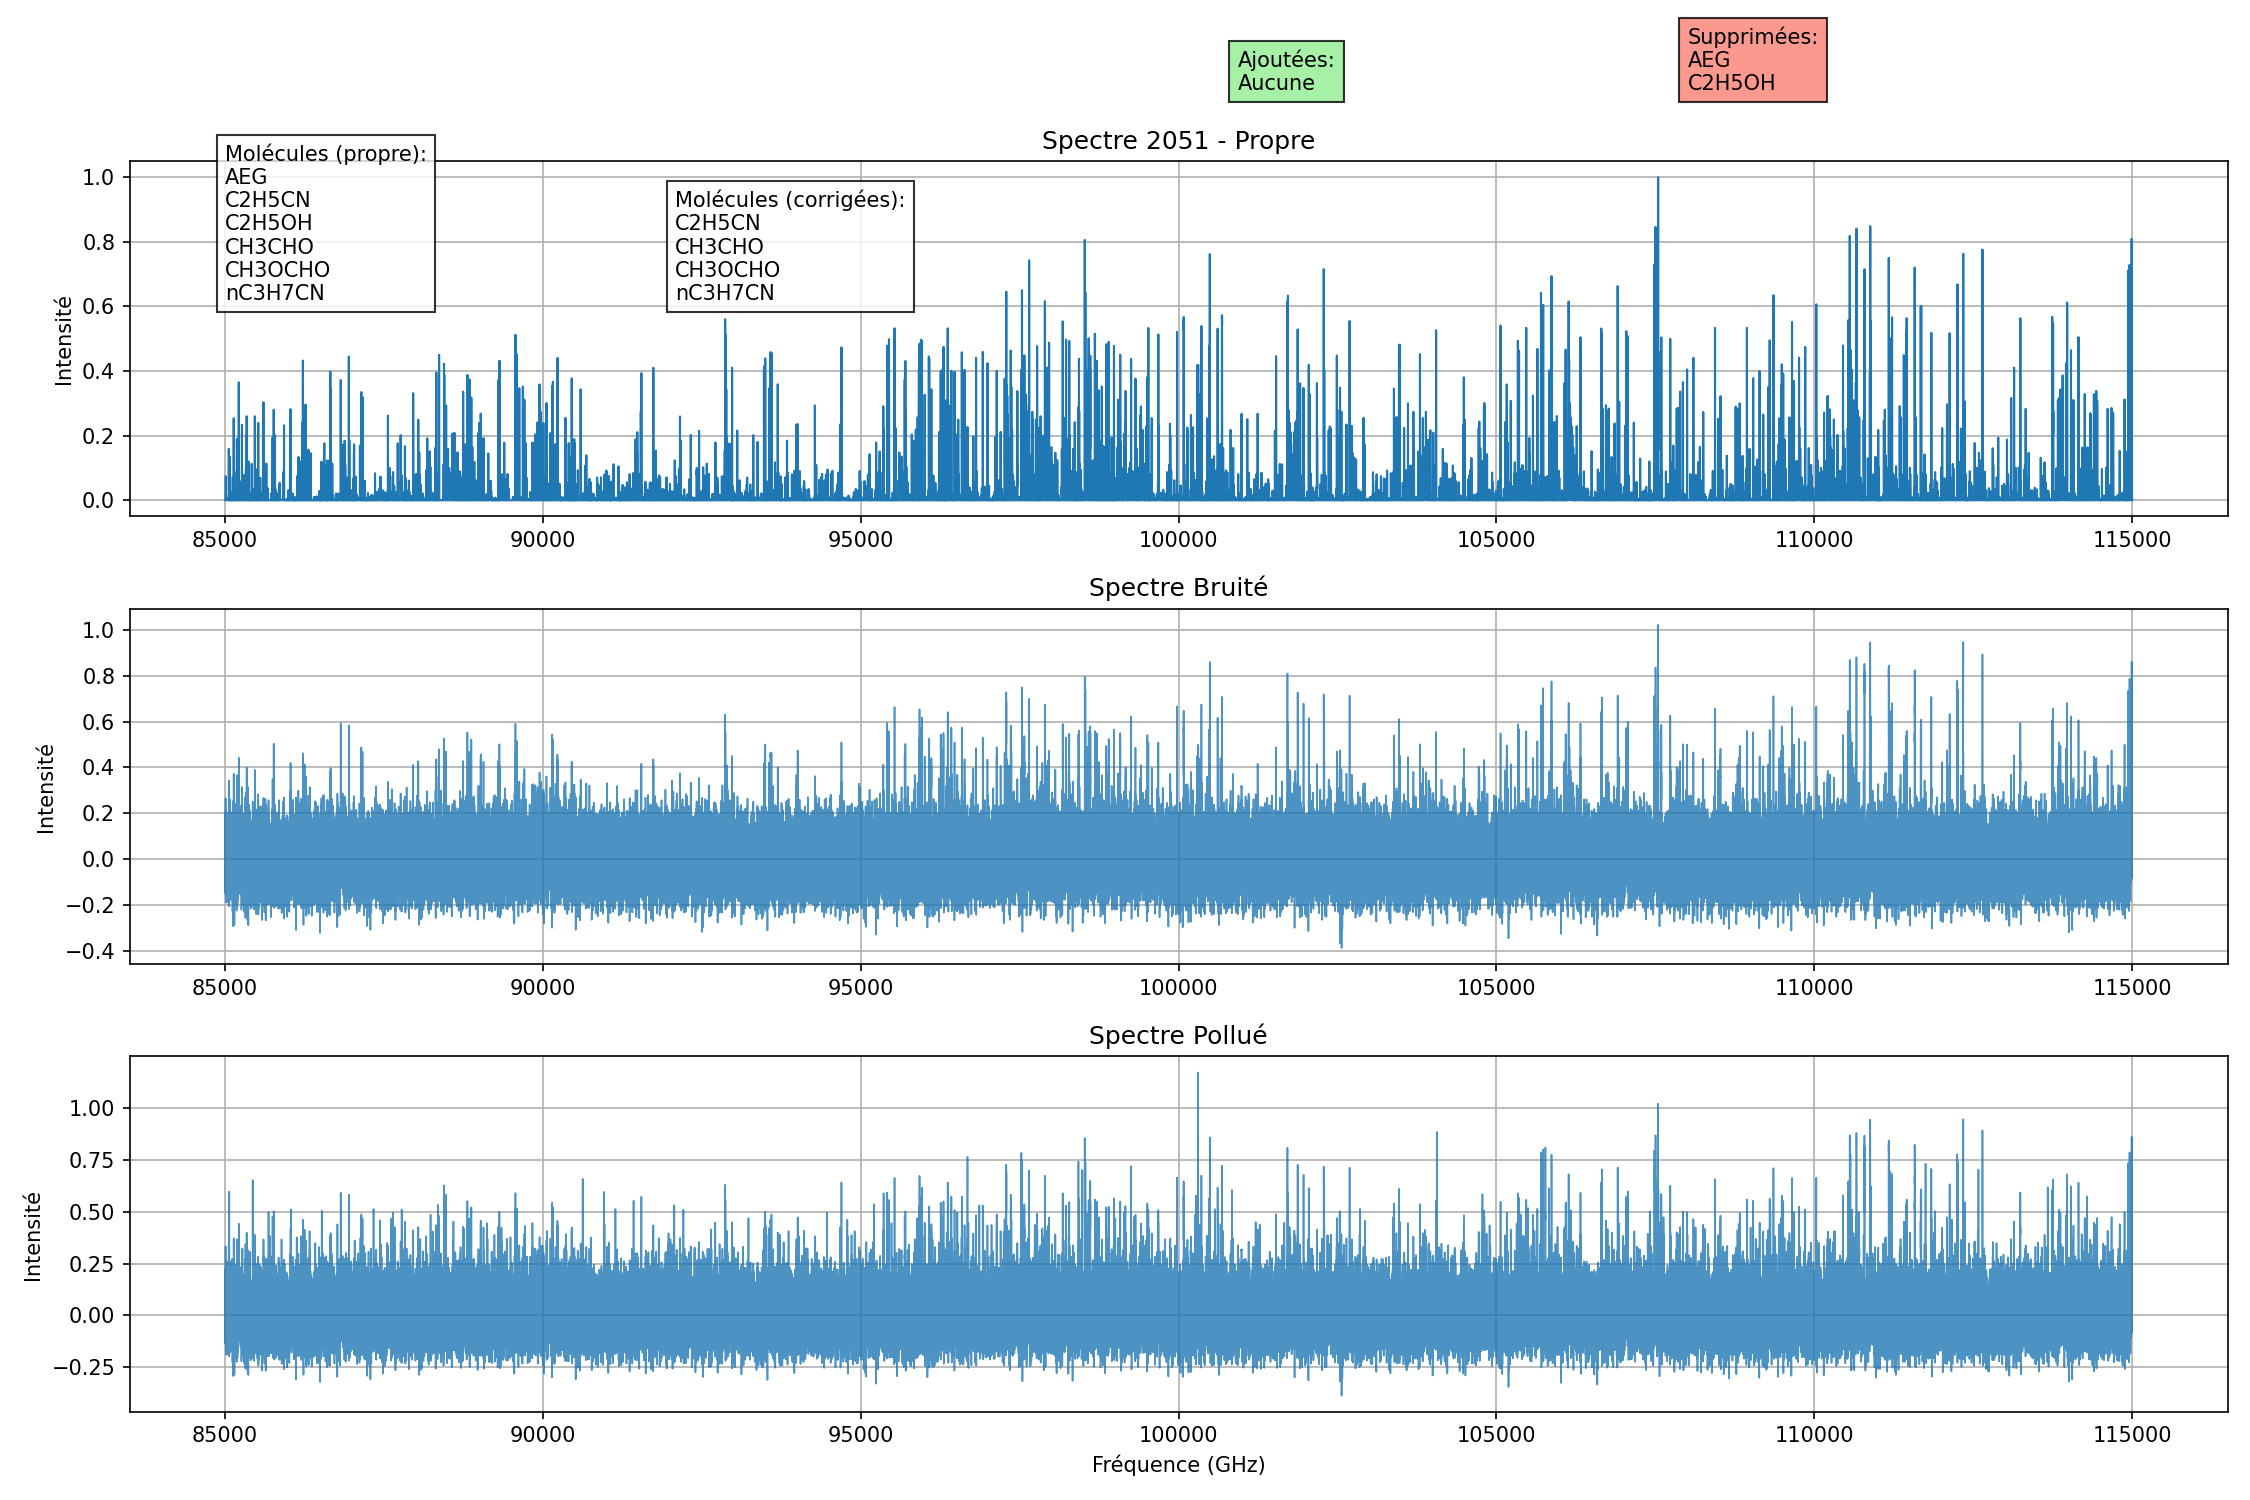 Ajoutées:
Aucune
Supprimées:
AEG
C2H5OH
Spectre 2051 - Propre
Molécules (propre):
AEG
C2H5CN
C2H5OH
CH3CHO
CH3OCHO
nC3H7CN
Molécules (corrigées):
C2H5CN
CH3CHO
CH3OCHO
nC3H7CN
Intensité
1.0
0.8
0.6
0.4
0.2
0.0
85000 90000 95000 100000 105000 110000 115000
Spectre Bruité
Intensité
1.0
0.8
0.6
0.4
0.2
0.0
−0.2
−0.4
85000 90000 95000 100000 105000 110000 115000
Spectre Pollué
Intensité
1.00
0.75
0.50
0.25
0.00
−0.25
85000 90000 95000 100000 105000 110000 115000
Fréquence (GHz)